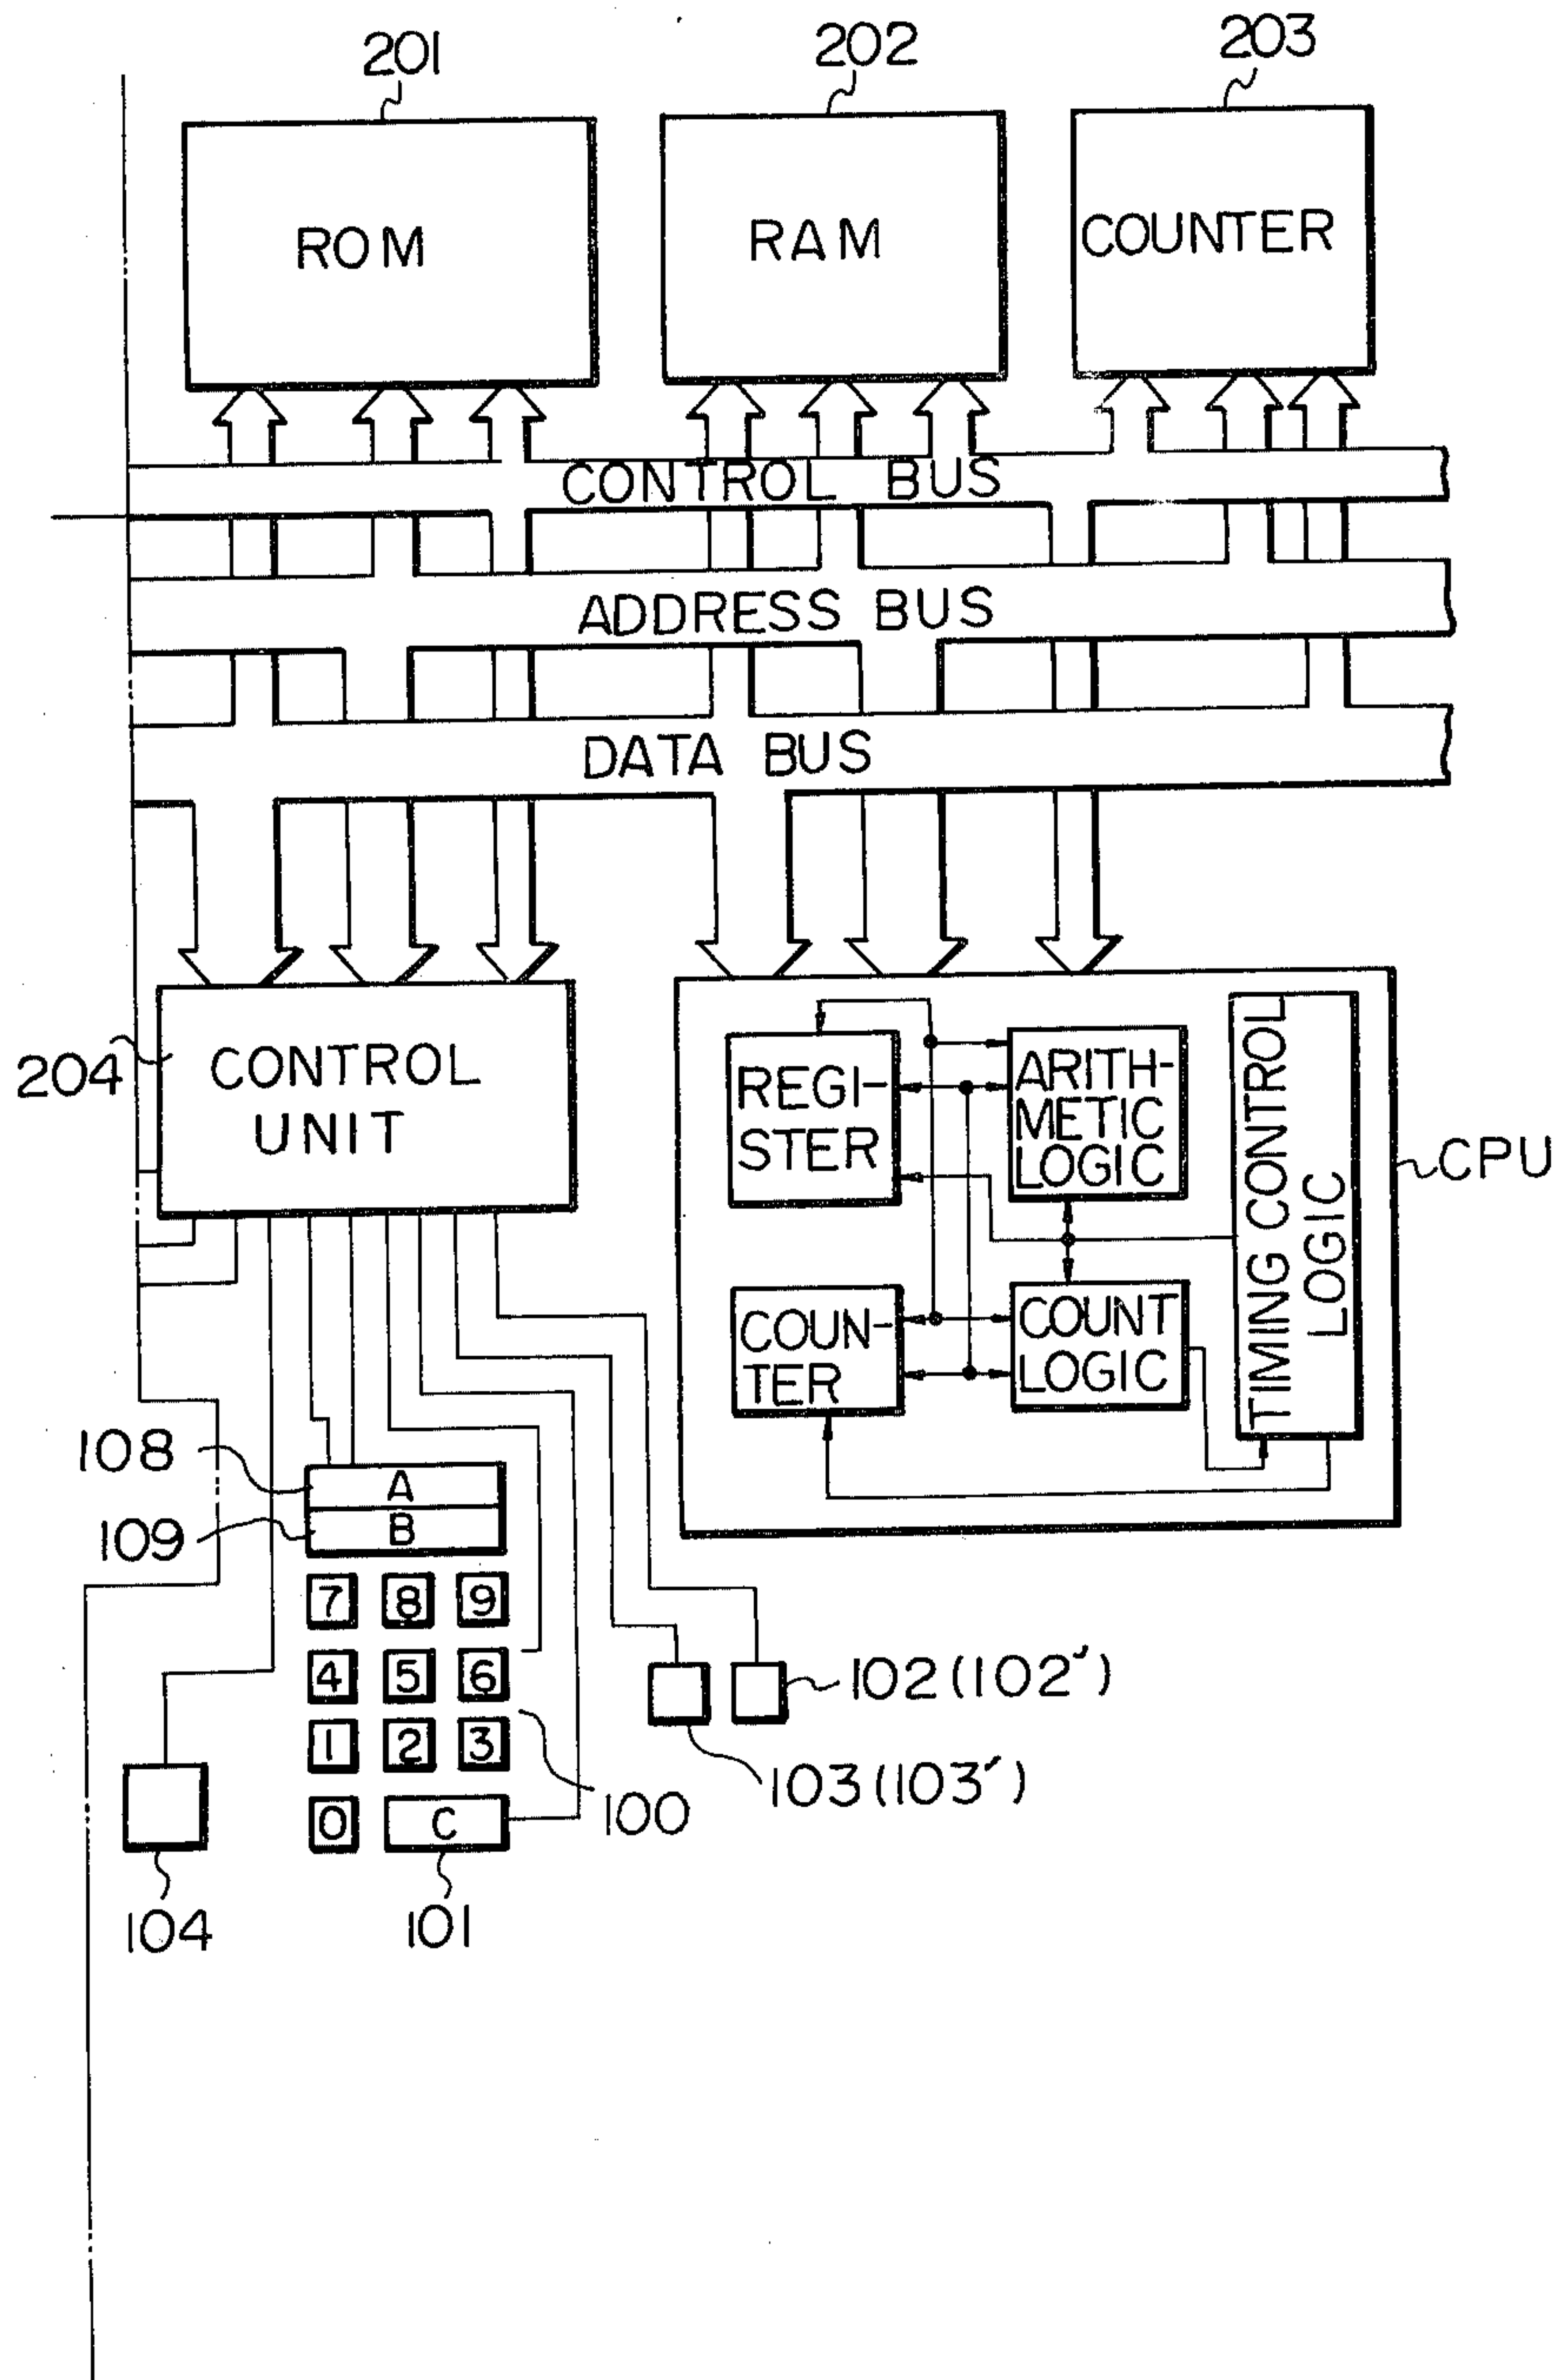 201
202
203
ROM
RAM
COUNTER
CONTROL BUS
ADDRESS BUS
DATA BUS
204
CONTROL
UNIT
REGI-
STER
ARITH-
METIC
LOGIC
COUN-
TER
COUNT
LOGIC
TIMING CONTROL
LOGIC
CPU
108
A
109
B
7 8 9
4 5 6
1 2 3
0 C
100
102 (102')
103 (103')
104
101